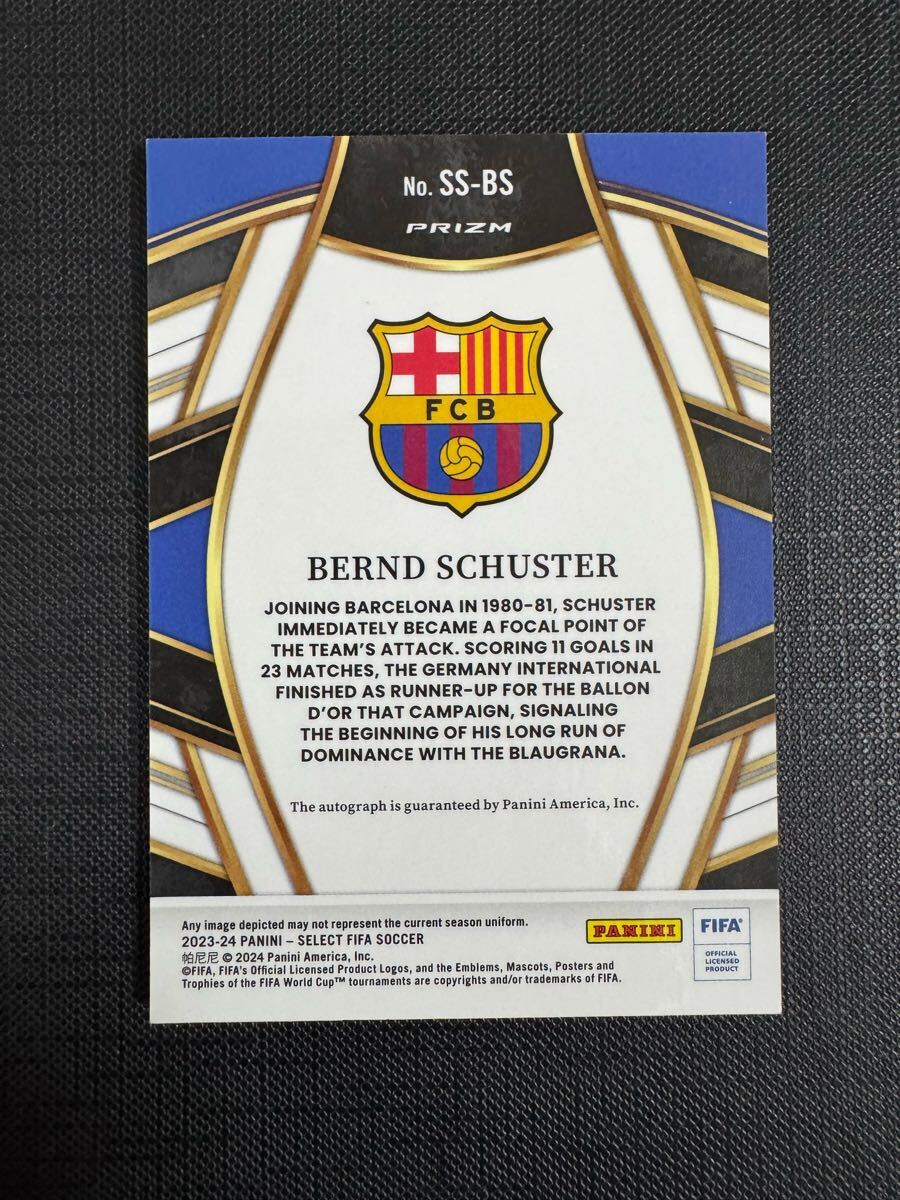 No. SS-BS
PRIZM
FCB
BERND SCHUSTER
JOINING BARCELONA IN 1980-81, SCHUSTER
IMMEDIATELY BECAME A FOCAL POINT OF
THE TEAM'S ATTACK. SCORING 11 GOALS IN
23 MATCHES, THE GERMANY INTERNATIONAL
FINISHED AS RUNNER-UP FOR THE BALLON
D'OR THAT CAMPAIGN, SIGNALING
THE BEGINNING OF HIS LONG RUN OF
DOMINANCE WITH THE BLAUGRANA.
The autograph is guaranteed by Panini America, Inc.
Any image depicted may not represent the current season uniform.
2023-24 PANINI – SELECT FIFA SOCCER
帕尼尼 © 2024 Panini America, Inc.
©FIFA, FIFA's Official Licensed Product Logos, and the Emblems, Mascots, Posters and
Trophies of the FIFA World Cup™ tournaments are copyrights and/or trademarks of FIFA.
PANINI
FIFA®
OFFICIAL
LICENSED
PRODUCT